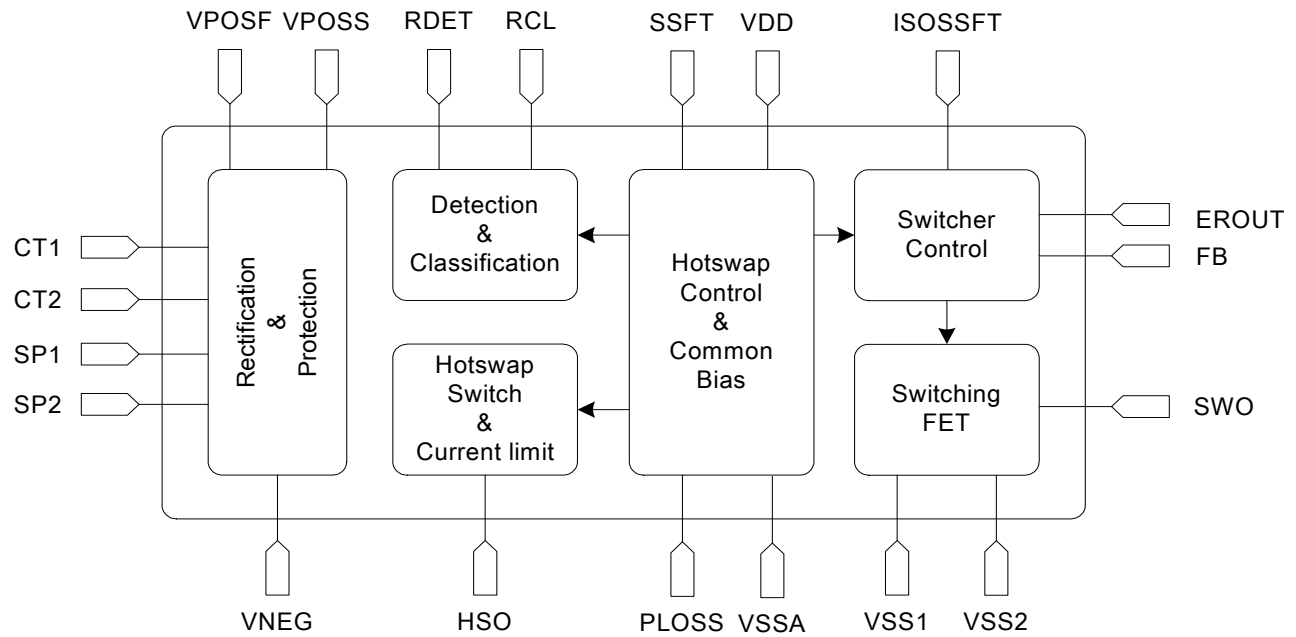 VPOSF
VPOSS
RDET
RCL
SSFT
VDD
ISOSSFT
CT1
CT2
SP1
SP2
Rectification
&
Protection
Detection
&
Classification
Hotswap
Switch
&
Current limit
Hotswap
Control
&
Common
Bias
Switcher
Control
Switching
FET
EROUT
FB
SWO
VNEG
HSO
PLOSS
VSSA
VSS1
VSS2